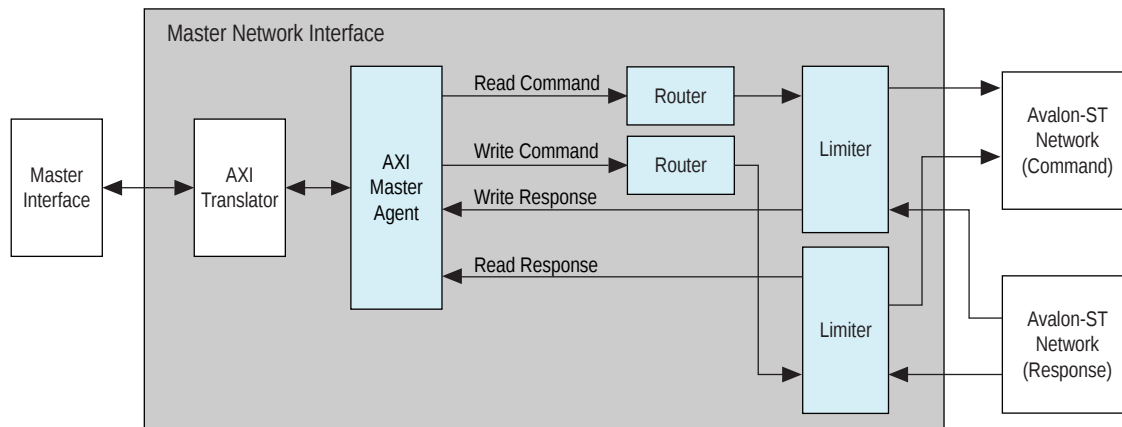 Master Network Interface
Master
Interface
AXI
Translator
AXI
Master
Agent
Read Command
Write Command
Write Response
Read Response
Router
Router
Limiter
Limiter
Avalon-ST
Network
(Command)
Avalon-ST
Network
(Response)